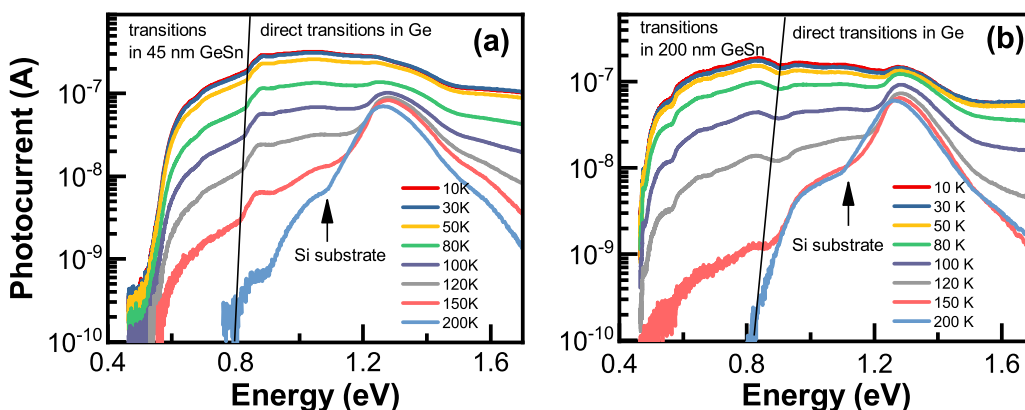 transitions
in 45 nm GeSn
direct transitions in Ge
(a)
Photocurrent (A)
10⁻⁷
10⁻⁸
10⁻⁹
10⁻¹⁰
10K
30K
50K
80K
100K
120K
150K
200K
Si substrate
0.4 0.8 1.2 1.6
Energy (eV)
transitions
in 200 nm GeSn
direct transitions in Ge
(b)
10⁻⁶
10⁻⁷
10⁻⁸
10⁻⁹
10⁻¹⁰
10 K
30 K
50 K
80 K
100 K
120 K
150 K
200 K
Si substrate
0.4 0.8 1.2 1.6
Energy (eV)